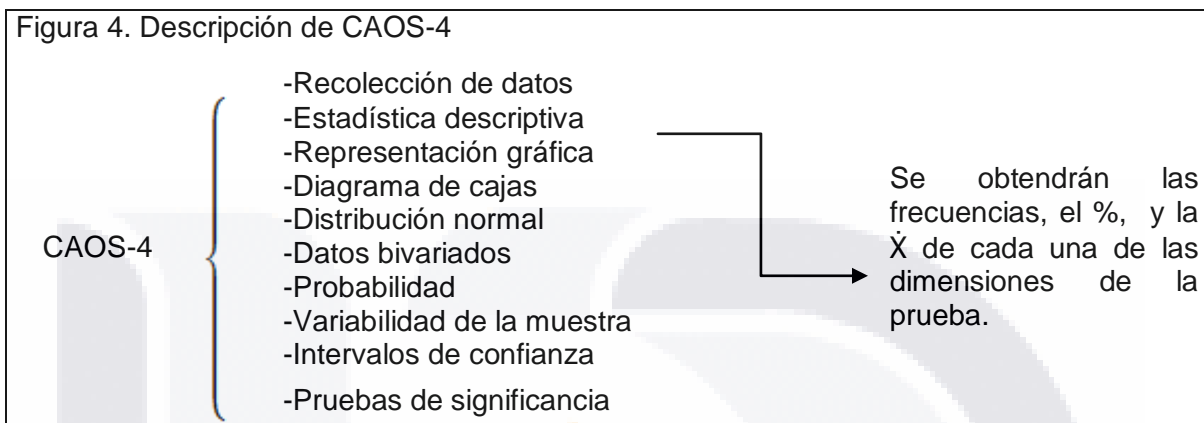 Figura 4. Descripción de CAOS-4
CAOS-4
-Recolección de datos
-Estadística descriptiva
-Representación gráfica
-Diagrama de cajas
-Distribución normal
-Datos bivariados
-Probabilidad
-Variabilidad de la muestra
-Intervalos de confianza
-Pruebas de significancia
Se obtendrán las
frecuencias, el %, y la
Ẋ de cada una de las
dimensiones de la
prueba.